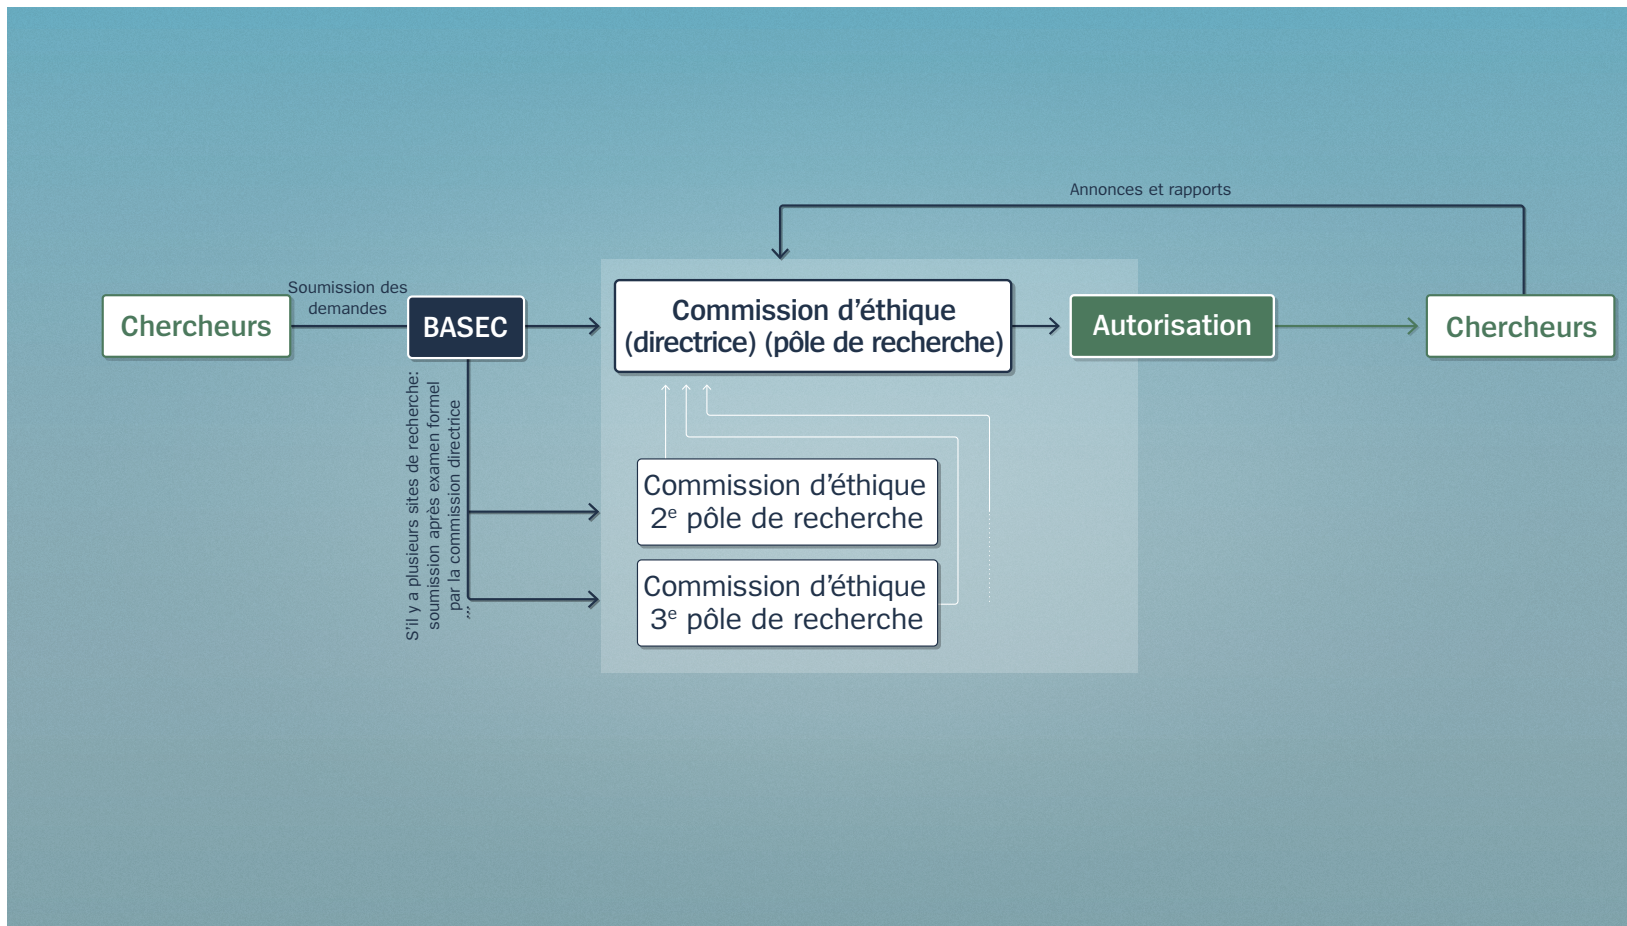 Annonces et rapports
Soumission des
demandes
Chercheurs
BASEC
Commission d’éthique
(directrice) (pôle de recherche)
Autorisation
Chercheurs
S’il y a plusieurs sites de recherche:
soumission après examen formel
par la commission directrice
,,,
Commission d’éthique
2e pôle de recherche
Commission d’éthique
3e pôle de recherche